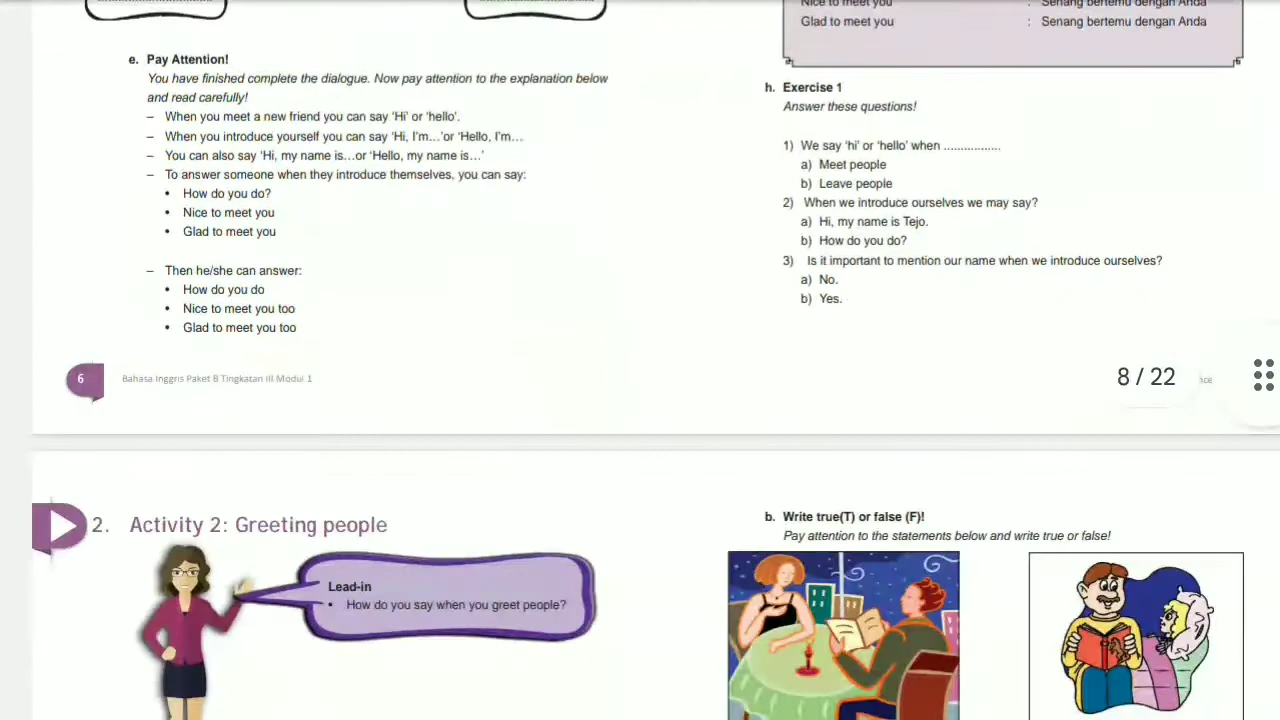 e. Pay Attention!
You have finished complete the dialogue. Now pay attention to the explanation below
and read carefully!
– When you meet a new friend you can say ‘Hi’ or ‘hello’.
– When you introduce yourself you can say ‘Hi, I'm…’or ‘Hello, I'm…
– You can also say ‘Hi, my name is…or ‘Hello, my name is…’
– To answer someone when they introduce themselves, you can say:
• How do you do?
• Nice to meet you
• Glad to meet you
– Then he/she can answer:
• How do you do
• Nice to meet you too
• Glad to meet you too
6 Bahasa Inggris Paket B Tingkatan III Modul 1
Nice to meet you : Senang bertemu dengan Anda
Glad to meet you : Senang bertemu dengan Anda
h. Exercise 1
Answer these questions!
1) We say ‘hi’ or ‘hello’ when .................
a) Meet people
b) Leave people
2) When we introduce ourselves we may say?
a) Hi, my name is Tejo.
b) How do you do?
3) Is it important to mention our name when we introduce ourselves?
a) No.
b) Yes.
8 / 22
2. Activity 2: Greeting people
Lead-in
• How do you say when you greet people?
b. Write true(T) or false (F)!
Pay attention to the statements below and write true or false!